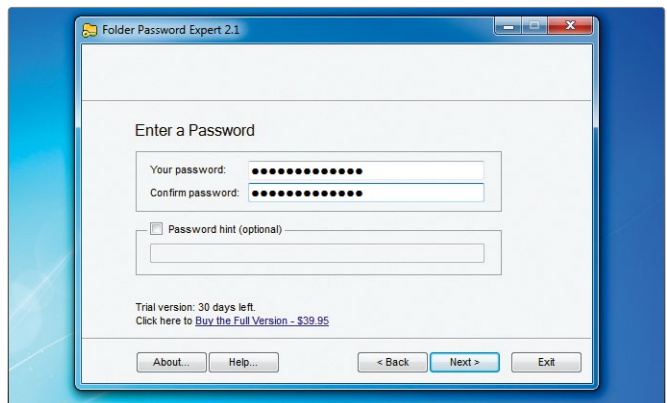 Folder Password Expert 2.1
Enter a Password
Your password: ●●●●●●●●●●●●●
Confirm password: ●●●●●●●●●●●●●
Password hint (optional)
Trial version: 30 days left.
Click here to Buy the Full Version - $39.95
About... Help... < Back Next > Exit